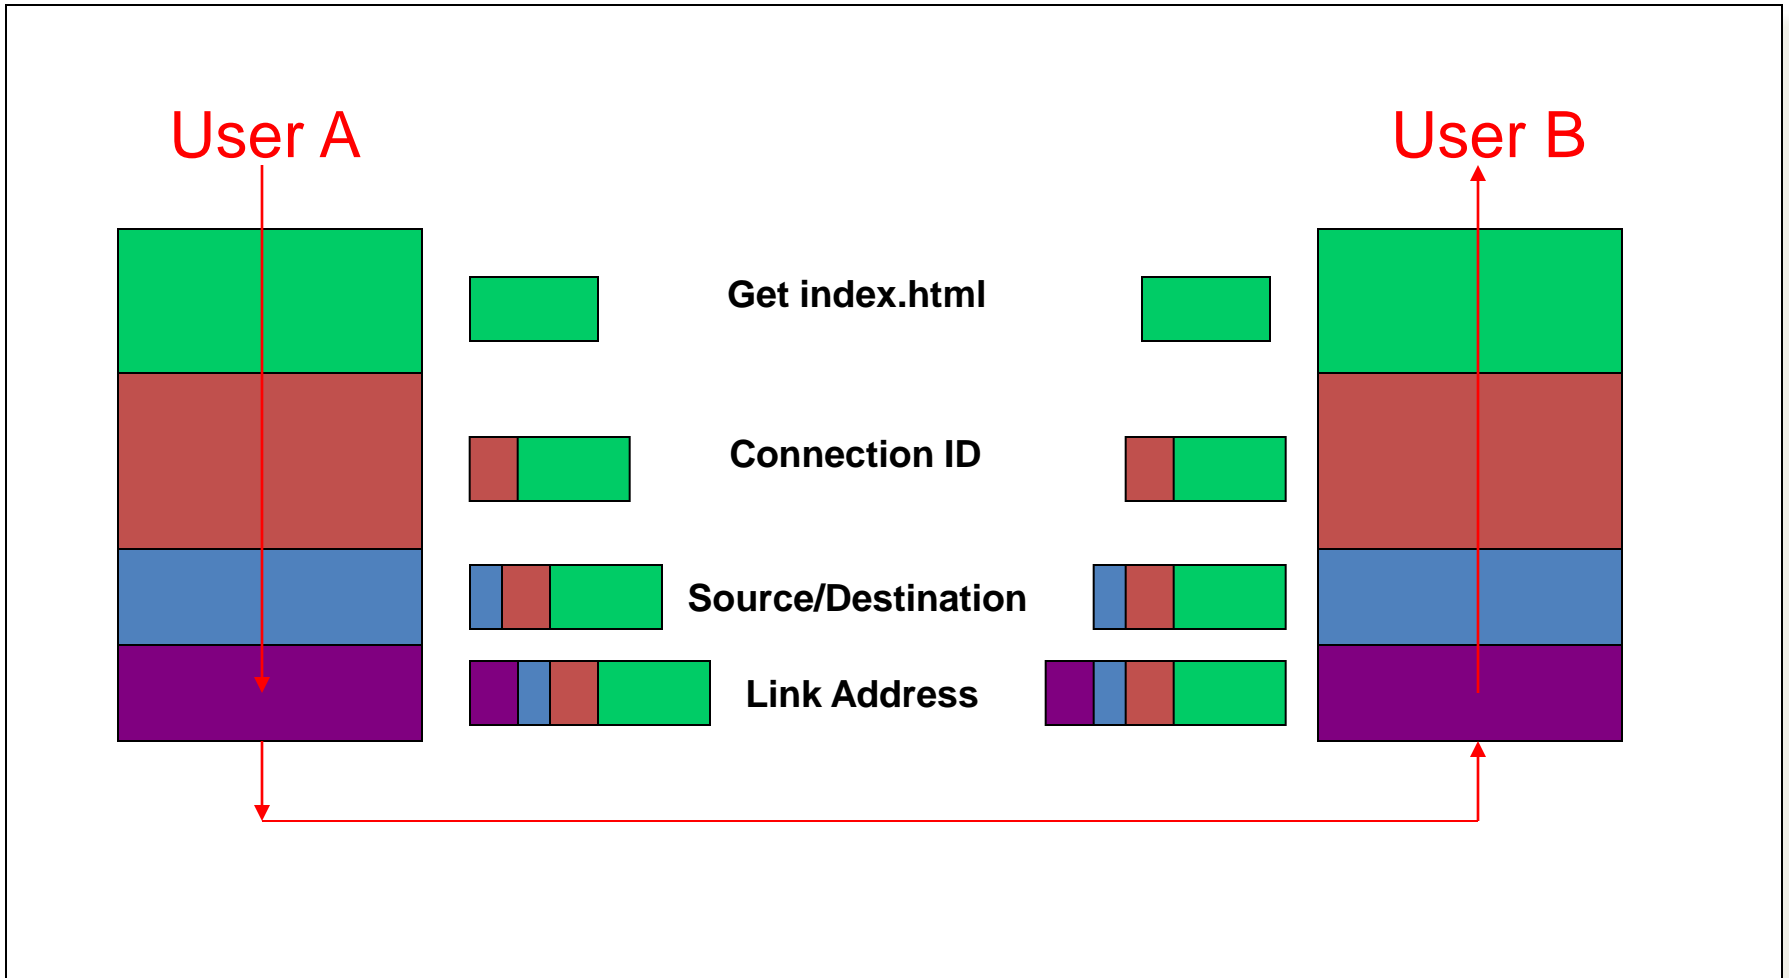 User A
User B
Get index.html
Connection ID
Source/Destination
Link Address